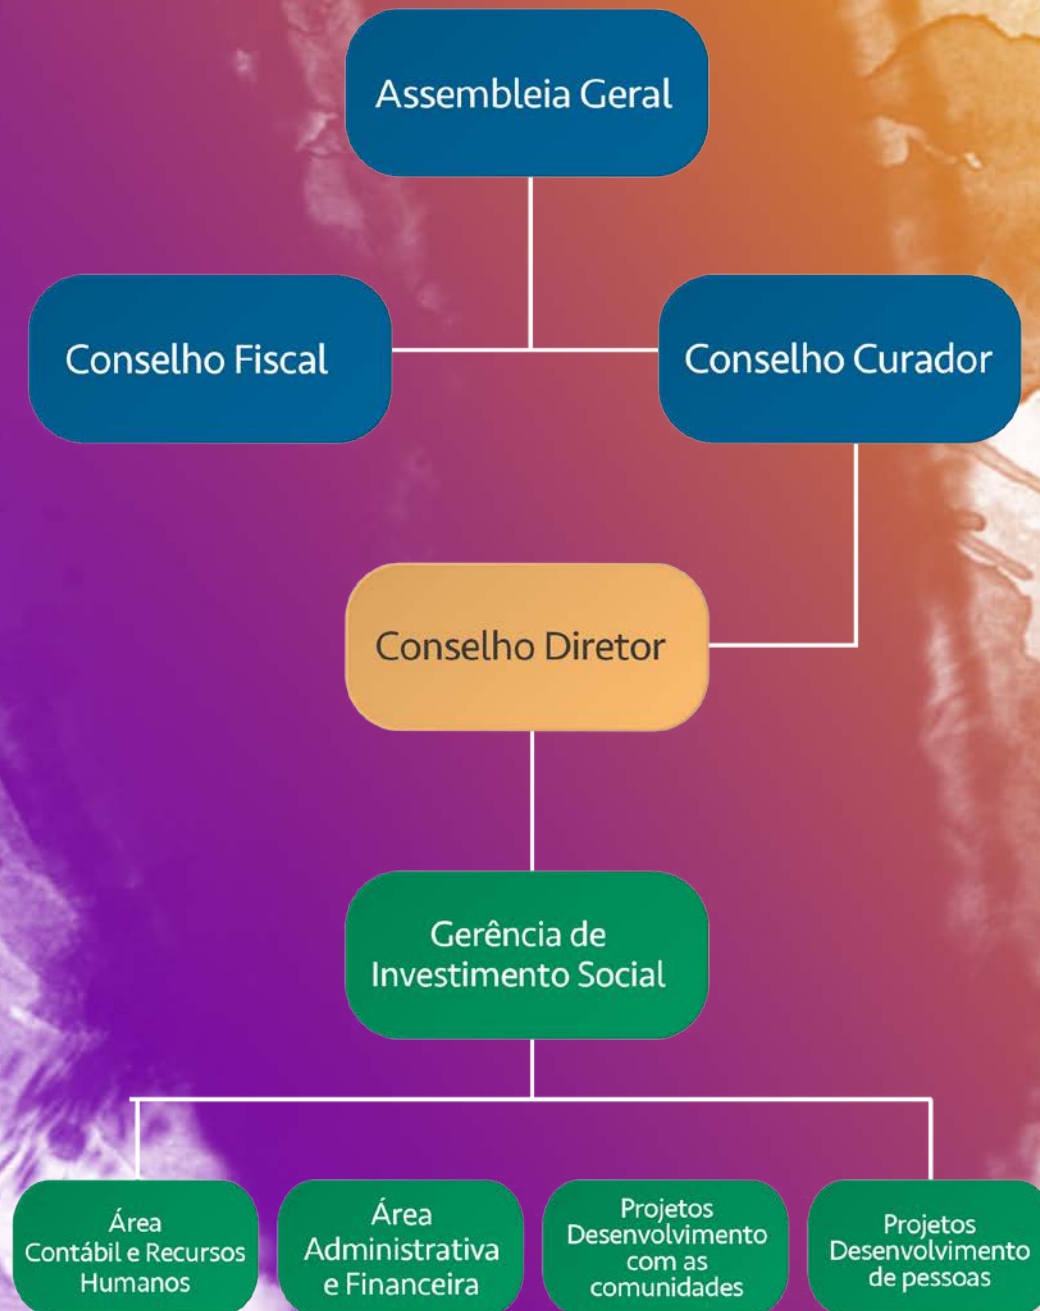 Assembleia Geral
Conselho Fiscal
Conselho Curador
Conselho Diretor
Gerência de
Investimento Social
Área
Contábil e Recursos
Humanos
Área
Administrativa
e Financeira
Projetos
Desenvolvimento
com as
comunidades
Projetos
Desenvolvimento
de pessoas